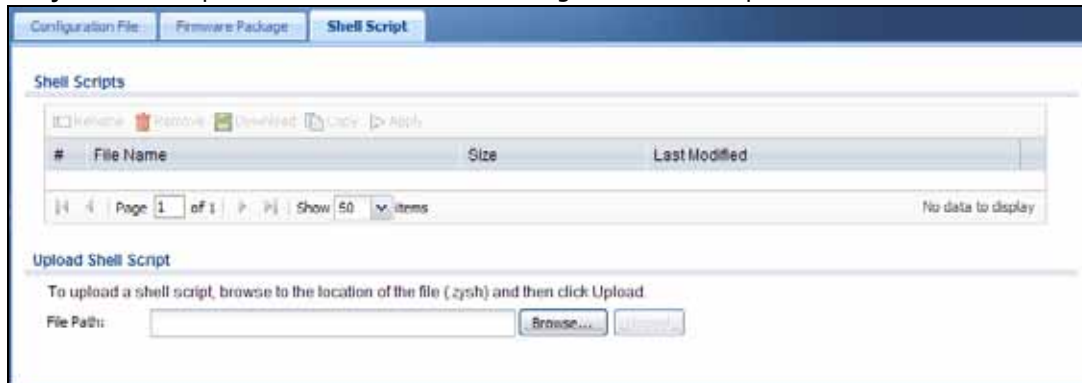 Configuration File Firmware Package Shell Script
Shell Scripts
Rename Remove Download Copy Apply
# File Name Size Last Modified
Page 1 of 1 Show 50 items No data to display
Upload Shell Script
To upload a shell script, browse to the location of the file (.zysh) and then click Upload.
File Path: Browse... Upload...